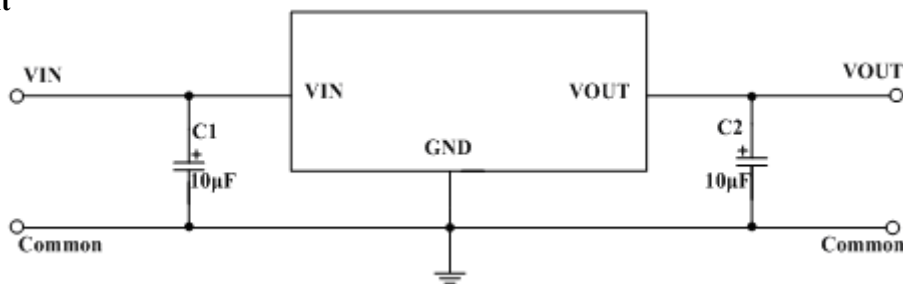 VIN
VOUT
VIN
VOUT
C1
+
10μF
GND
C2
+
10μF
Common
Common